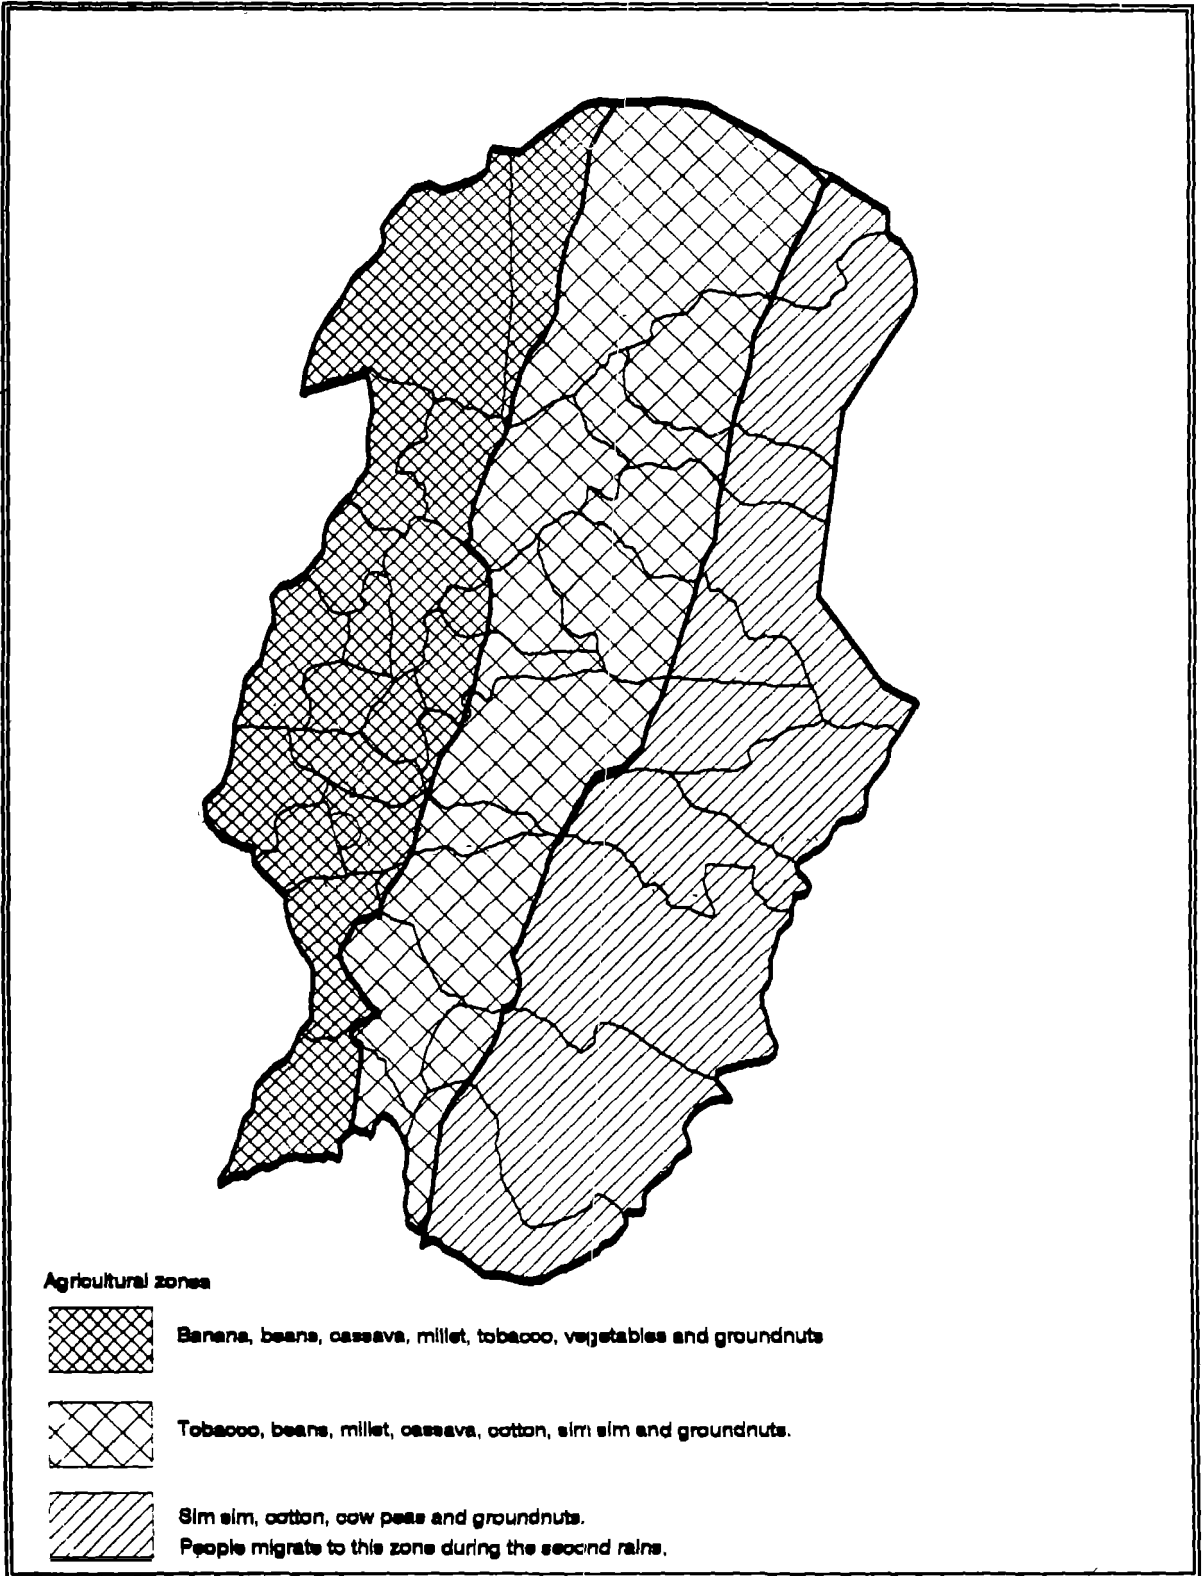 Agricultural zones
Banana, beans, cassava, millet, tobacco, vegetables and groundnuts
Tobacco, beans, millet, cassava, cotton, sim sim and groundnuts.
Sim sim, cotton, cow peas and groundnuts.
People migrate to this zone during the second rains.